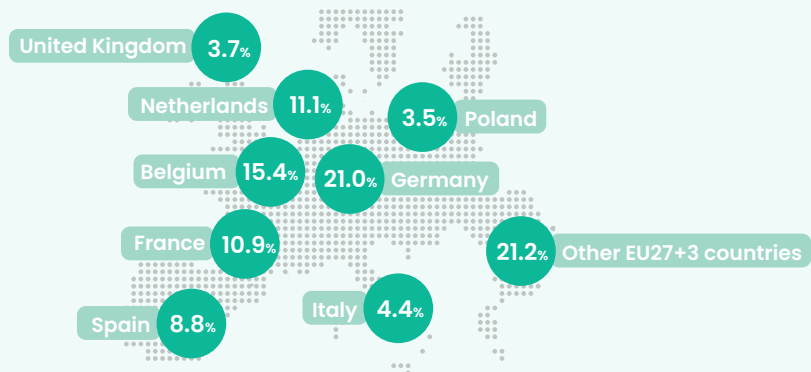 United Kingdom 3.7%
Netherlands 11.1%
3.5% Poland
Belgium 15.4%
21.0% Germany
France 10.9%
21.2% Other EU27+3 countries
Italy 4.4%
Spain 8.8%